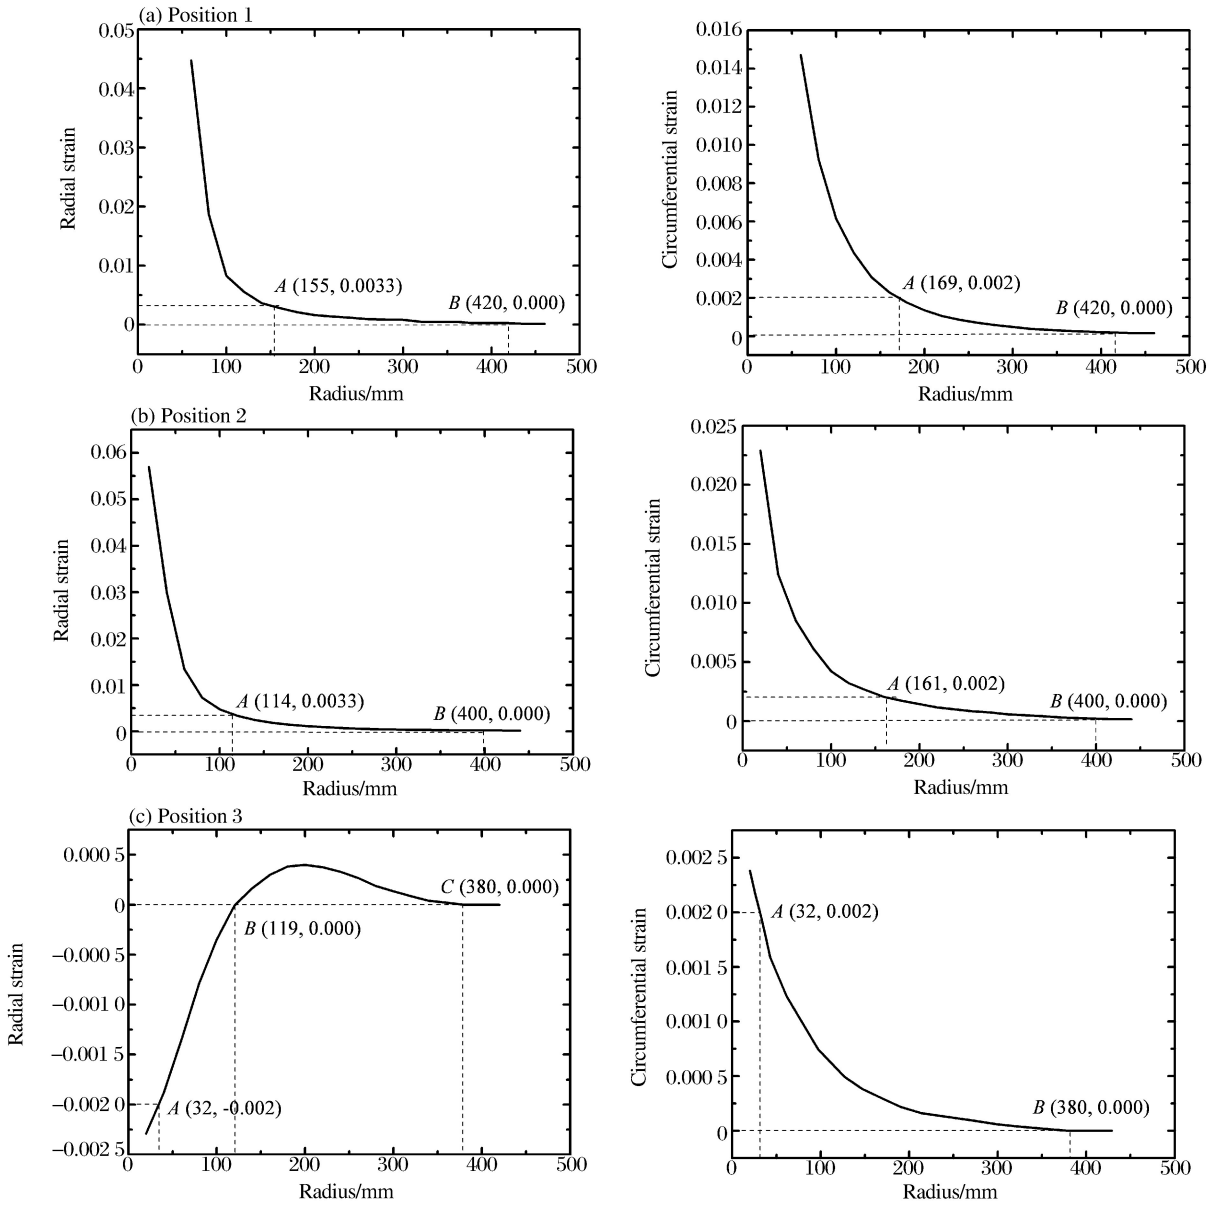 (a) Position 1
0.05
0.04
0.03
0.02
0.01
0
Radial strain
A (155, 0.0033)
B (420, 0.000)
0 100 200 300 400 500
Radius/mm
0.016
0.014
0.012
0.010
0.008
0.006
0.004
0.002
0
Circumferential strain
A (169, 0.002)
B (420, 0.000)
0 100 200 300 400 500
Radius/mm
(b) Position 2
0.06
0.05
0.04
0.03
0.02
0.01
0
Radial strain
A (114, 0.0033)
B (400, 0.000)
0 100 200 300 400 500
Radius/mm
0.025
0.020
0.015
0.010
0.005
0
Circumferential strain
A (161, 0.002)
B (400, 0.000)
0 100 200 300 400 500
Radius/mm
(c) Position 3
0.000 5
0
−0.000 5
−0.001 0
−0.001 5
−0.002 0
−0.002 5
Radial strain
C (380, 0.000)
B (119, 0.000)
A (32, -0.002)
0 100 200 300 400 500
Radius/mm
0.002 5
0.002 0
0.001 5
0.001 0
0.000 5
0
Circumferential strain
A (32, 0.002)
B (380, 0.000)
0 100 200 300 400 500
Radius/mm